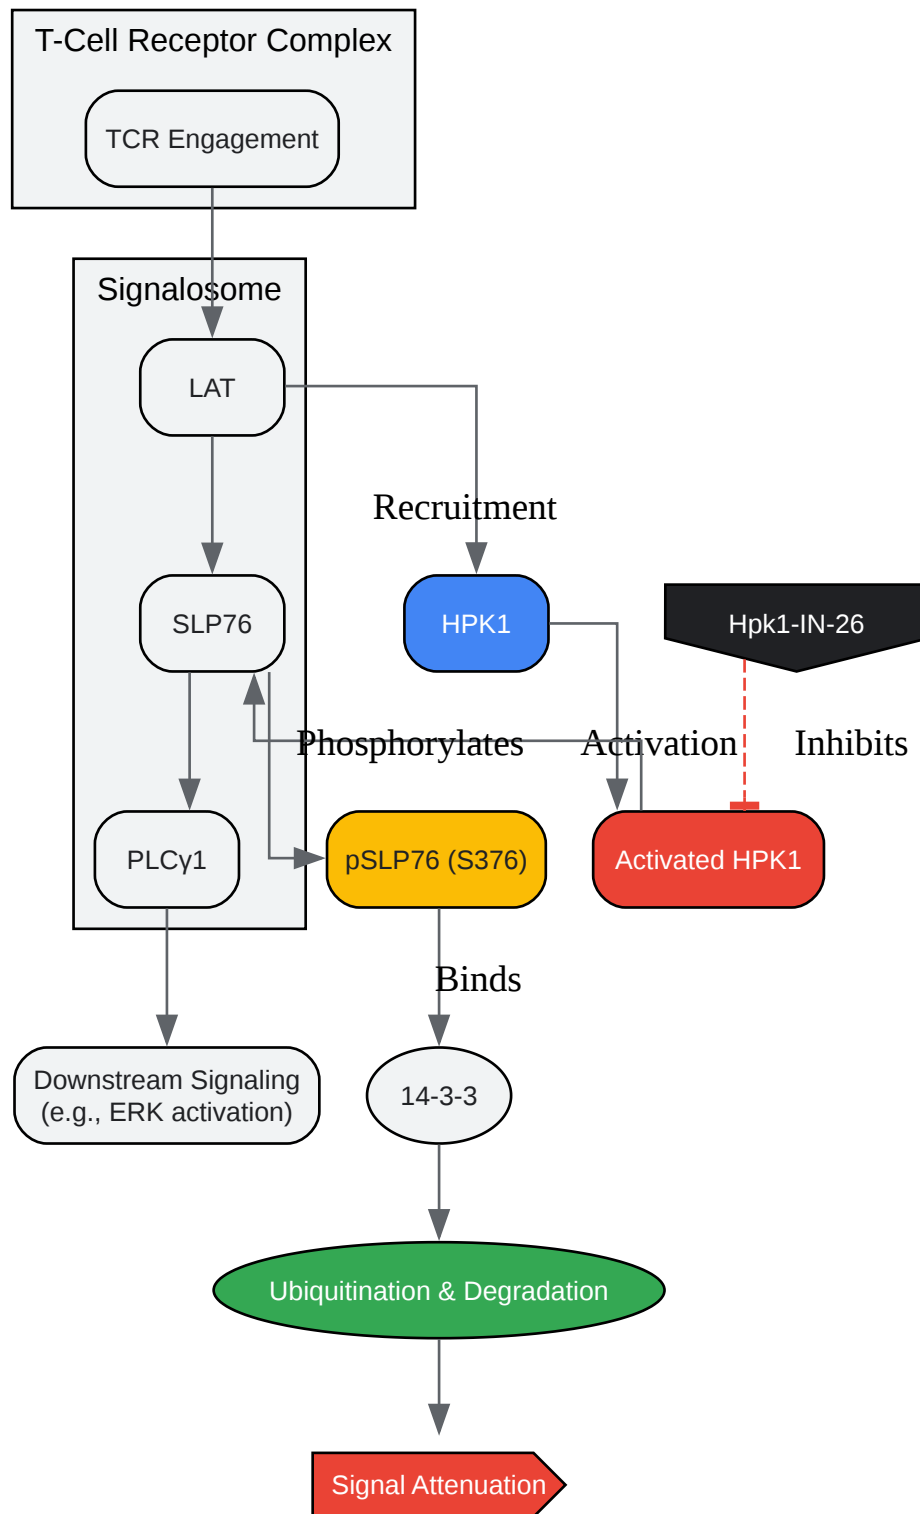 T-Cell Receptor Complex
TCR Engagement
Signalosome
LAT
Recruitment
SLP76
HPK1
Hpk1-IN-26
Phosphorylates
Activation
Inhibits
PLCγ1
pSLP76 (S376)
Activated HPK1
Binds
Downstream Signaling
(e.g., ERK activation)
14-3-3
Ubiquitination & Degradation
Signal Attenuation